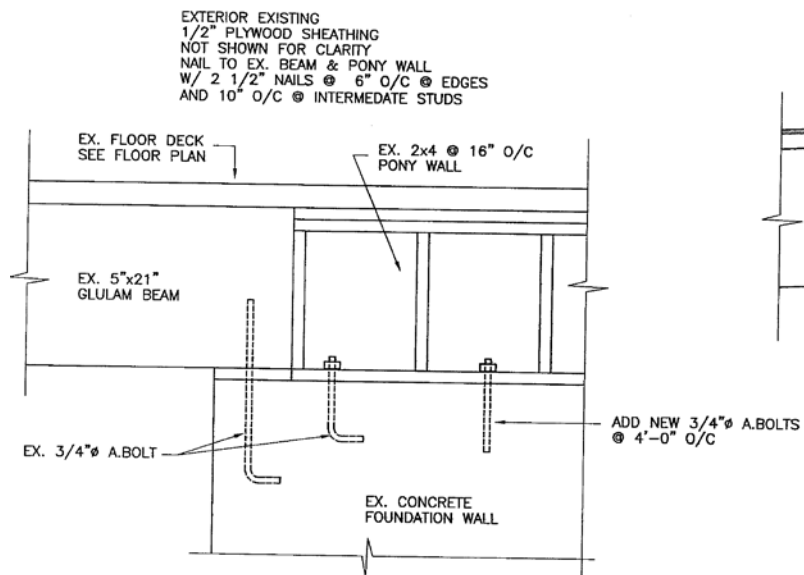 EXTERIOR EXISTING
1/2" PLYWOOD SHEATHING
NOT SHOWN FOR CLARITY
NAIL TO EX. BEAM & PONY WALL
W/ 2 1/2" NAILS @ 6" O/C @ EDGES
AND 10" O/C @ INTERMEDATE STUDS
EX. FLOOR DECK
SEE FLOOR PLAN
EX. 2x4 @ 16" O/C
PONY WALL
EX. 5"x21"
GLULAM BEAM
ADD NEW 3/4"ø A.BOLTS
@ 4'-0" O/C
EX. 3/4"ø A.BOLT
EX. CONCRETE
FOUNDATION WALL